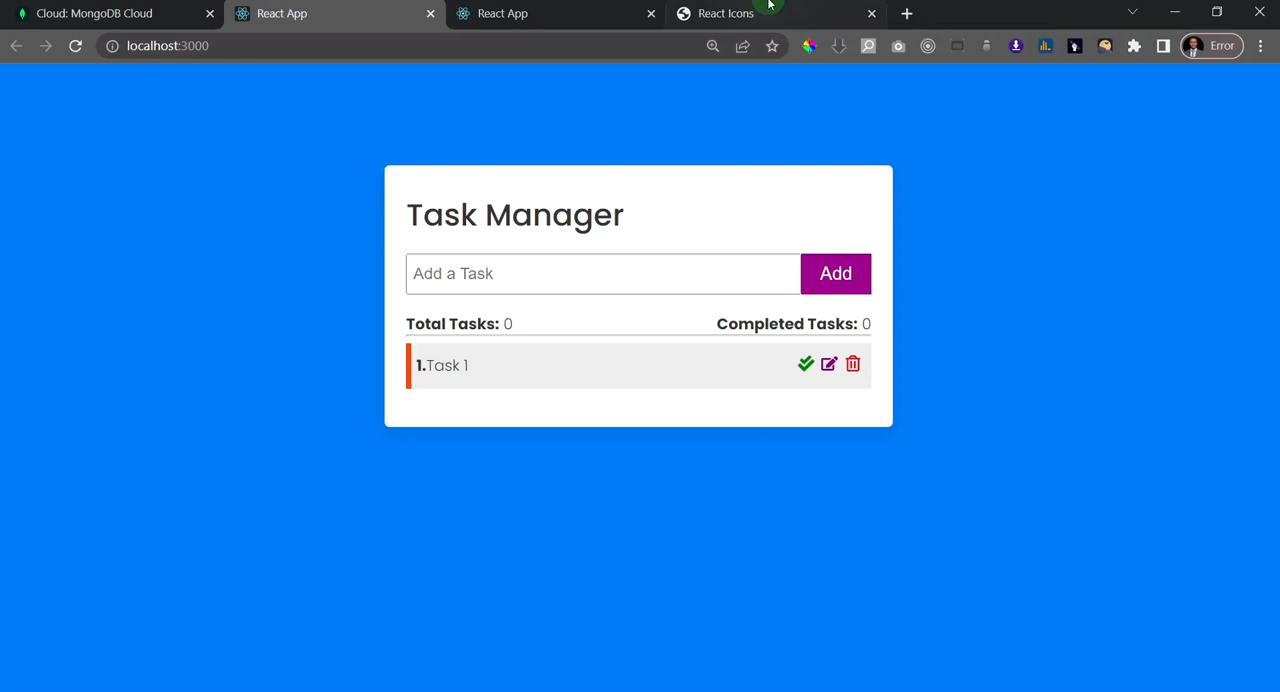 Cloud: MongoDB Cloud
React App
React App
React Icons
localhost:3000
Error
Task Manager
Add a Task
Add
Total Tasks: 0
Completed Tasks: 0
1.Task 1